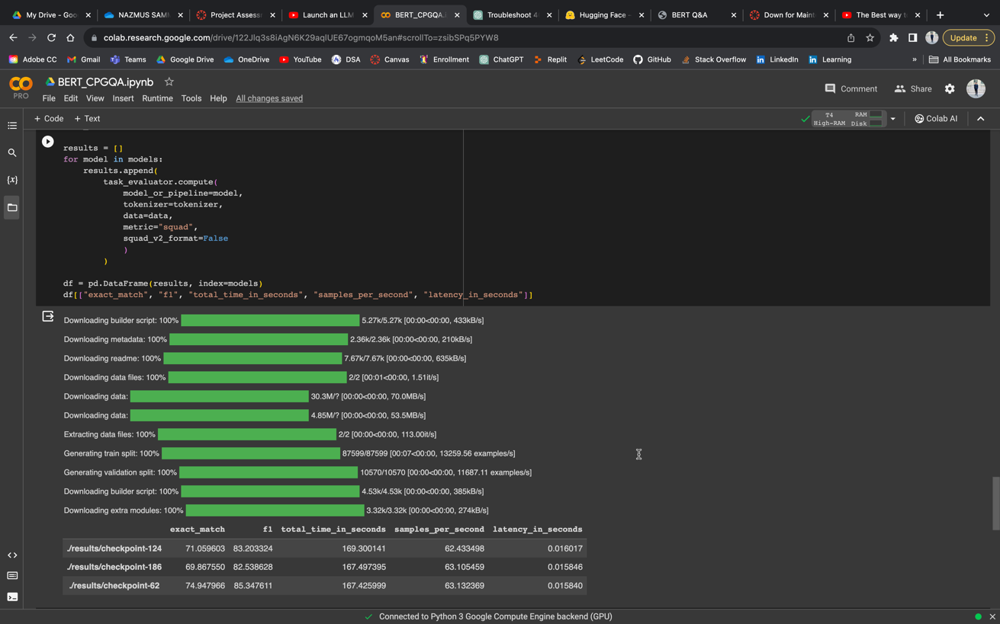 My Drive - Goo
NAZMUS SAM
Project Assess
Launch an LLM
BERT_CPGQA.i
Troubleshoot 4
Hugging Face –
BERT Q&A
Down for Maint
The Best way t
colab.research.google.com/drive/122Jlq3s8iAgN6K29aqlUE67ogmqoM5an#scrollTo=zsibSPq5PYW8
Update
Adobe CC
Gmail
Teams
Google Drive
OneDrive
YouTube
DSA
Canvas
Enrollment
ChatGPT
Replit
LeetCode
GitHub
Stack Overflow
LinkedIn
Learning
»
All Bookmarks
BERT_CPGQA.ipynb
PRO
File Edit View Insert Runtime Tools Help All changes saved
Comment
Share
+ Code + Text
T4
High-RAM
RAM
Disk
Colab AI
{x}
results = []
for model in models:
results.append(
task_evaluator.compute(
model_or_pipeline=model,
tokenizer=tokenizer,
data=data,
metric="squad",
squad_v2_format=False
)
)
df = pd.DataFrame(results, index=models)
df[["exact_match", "f1", "total_time_in_seconds", "samples_per_second", "latency_in_seconds"]]
Downloading builder script: 100% 5.27k/5.27k [00:00<00:00, 433kB/s]
Downloading metadata: 100% 2.36k/2.36k [00:00<00:00, 210kB/s]
Downloading readme: 100% 7.67k/7.67k [00:00<00:00, 635kB/s]
Downloading data files: 100% 2/2 [00:01<00:00, 1.51it/s]
Downloading data: 30.3M/? [00:00<00:00, 70.0MB/s]
Downloading data: 4.85M/? [00:00<00:00, 53.5MB/s]
Extracting data files: 100% 2/2 [00:00<00:00, 113.00it/s]
Generating train split: 100% 87599/87599 [00:07<00:00, 13259.56 examples/s]
Generating validation split: 100% 10570/10570 [00:00<00:00, 11687.11 examples/s]
Downloading builder script: 100% 4.53k/4.53k [00:00<00:00, 385kB/s]
Downloading extra modules: 100% 3.32k/3.32k [00:00<00:00, 274kB/s]
exact_match f1 total_time_in_seconds samples_per_second latency_in_seconds
./results/checkpoint-124 71.059603 83.203324 169.300141 62.433498 0.016017
./results/checkpoint-186 69.867550 82.538628 167.497395 63.105459 0.015846
./results/checkpoint-62 74.947966 85.347611 167.425999 63.132369 0.015840
Connected to Python 3 Google Compute Engine backend (GPU)